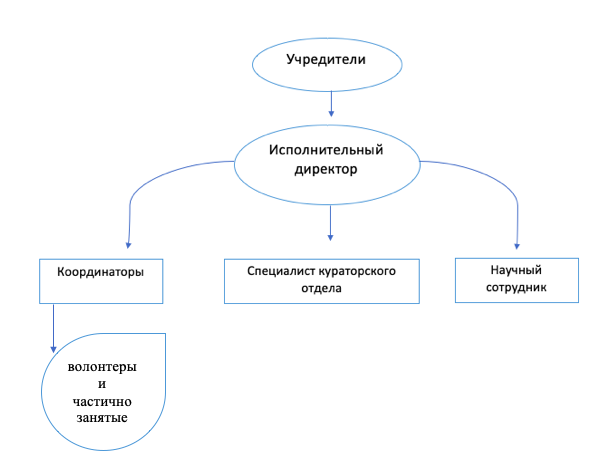 Учредители
Исполнительный
директор
Координаторы
Специалист кураторского
отдела
Научный
сотрудник
волонтеры
и
частично
занятые